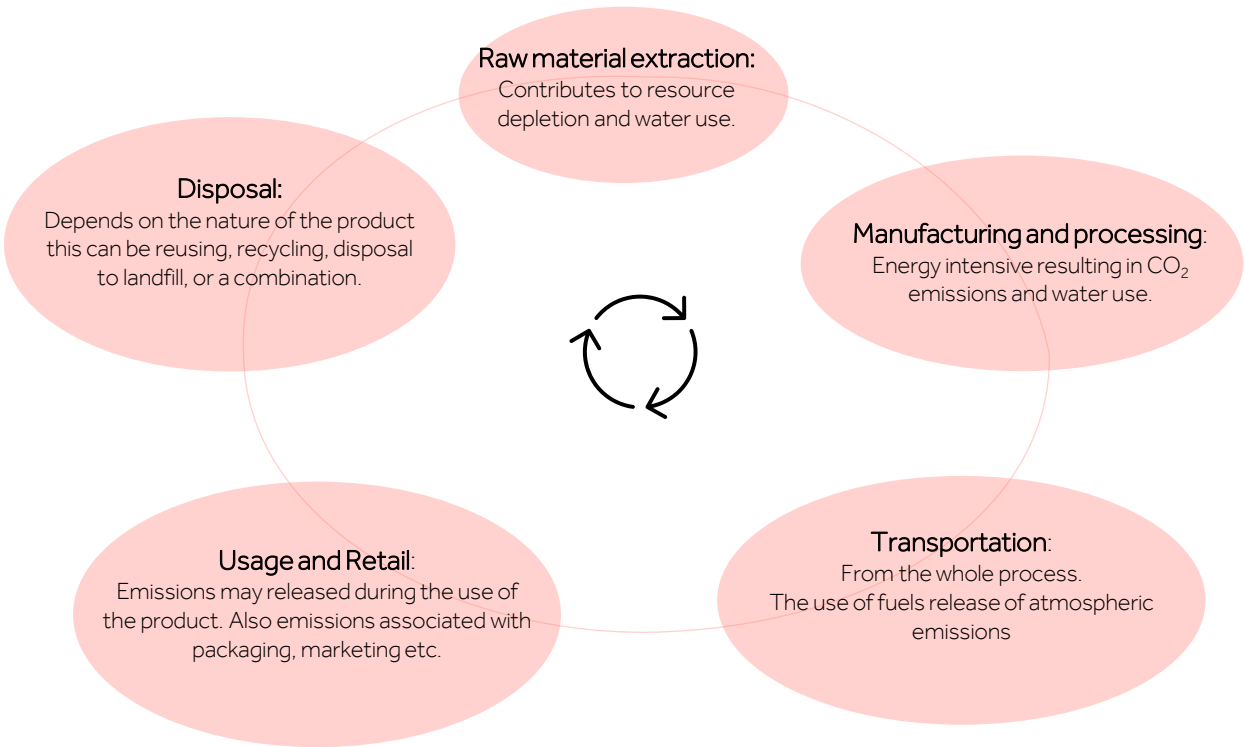 Raw material extraction:
Contributes to resource
depletion and water use.
Manufacturing and processing:
Energy intensive resulting in CO₂
emissions and water use.
Transportation:
From the whole process.
The use of fuels release of atmospheric
emissions
Usage and Retail:
Emissions may released during the use of
the product. Also emissions associated with
packaging, marketing etc.
Disposal:
Depends on the nature of the product
this can be reusing, recycling, disposal
to landfill, or a combination.